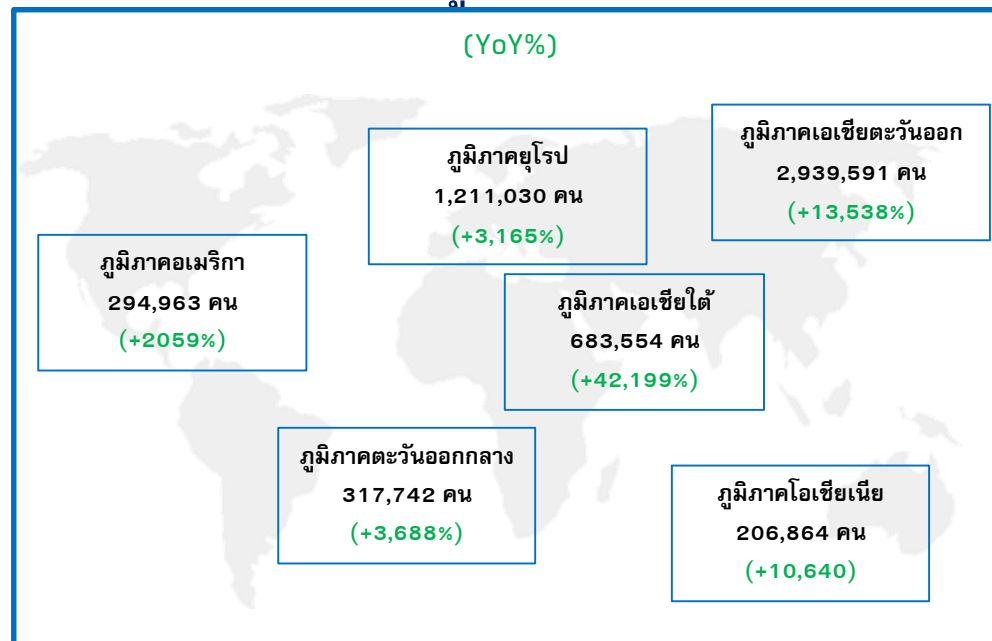 (YoY%)
ภูมิภาคเอเชียตะวันออก
2,939,591 คน
(+13,538%)
ภูมิภาคยุโรป
1,211,030 คน
(+3,165%)
ภูมิภาคอเมริกา
294,963 คน
(+2059%)
ภูมิภาคเอเชียใต้
683,554 คน
(+42,199%)
ภูมิภาคตะวันออกกลาง
317,742 คน
(+3,688%)
ภูมิภาคโอเชียเนีย
206,864 คน
(+10,640)